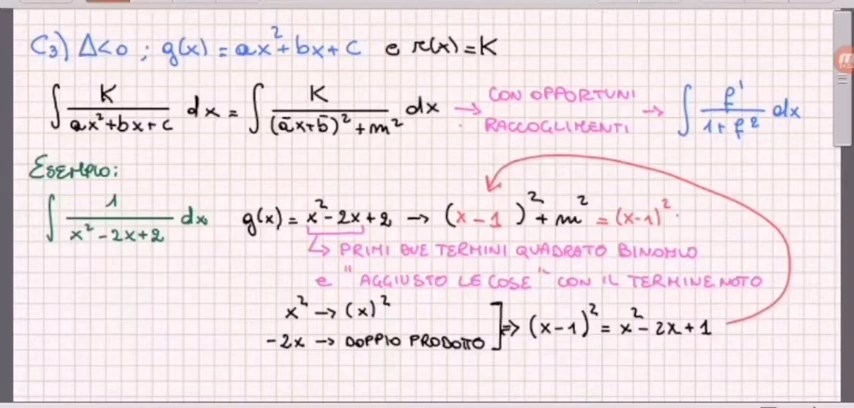 C3) Δ<0 ; g(x) = ax²+bx+c e r(x)=K
∫ K/(ax²+bx+c) dx = ∫ K/((āx+b̄)²+m²) dx → CON OPPORTUNI RACCOGLIMENTI → ∫ f'/(1+f²) dx
ESEMPIO:
∫ 1/(x²-2x+2) dx g(x) = x²-2x+2 → (x-1)²+m² = (x-1)²·
↳ PRIMI DUE TERMINI QUADRATO BINOMIO
e "AGGIUSTO LE COSE" CON IL TERMINE NOTO
x² → (x)²
-2x → DOPPIO PRODOTTO ] ⇒ (x-1)² = x²-2x+1